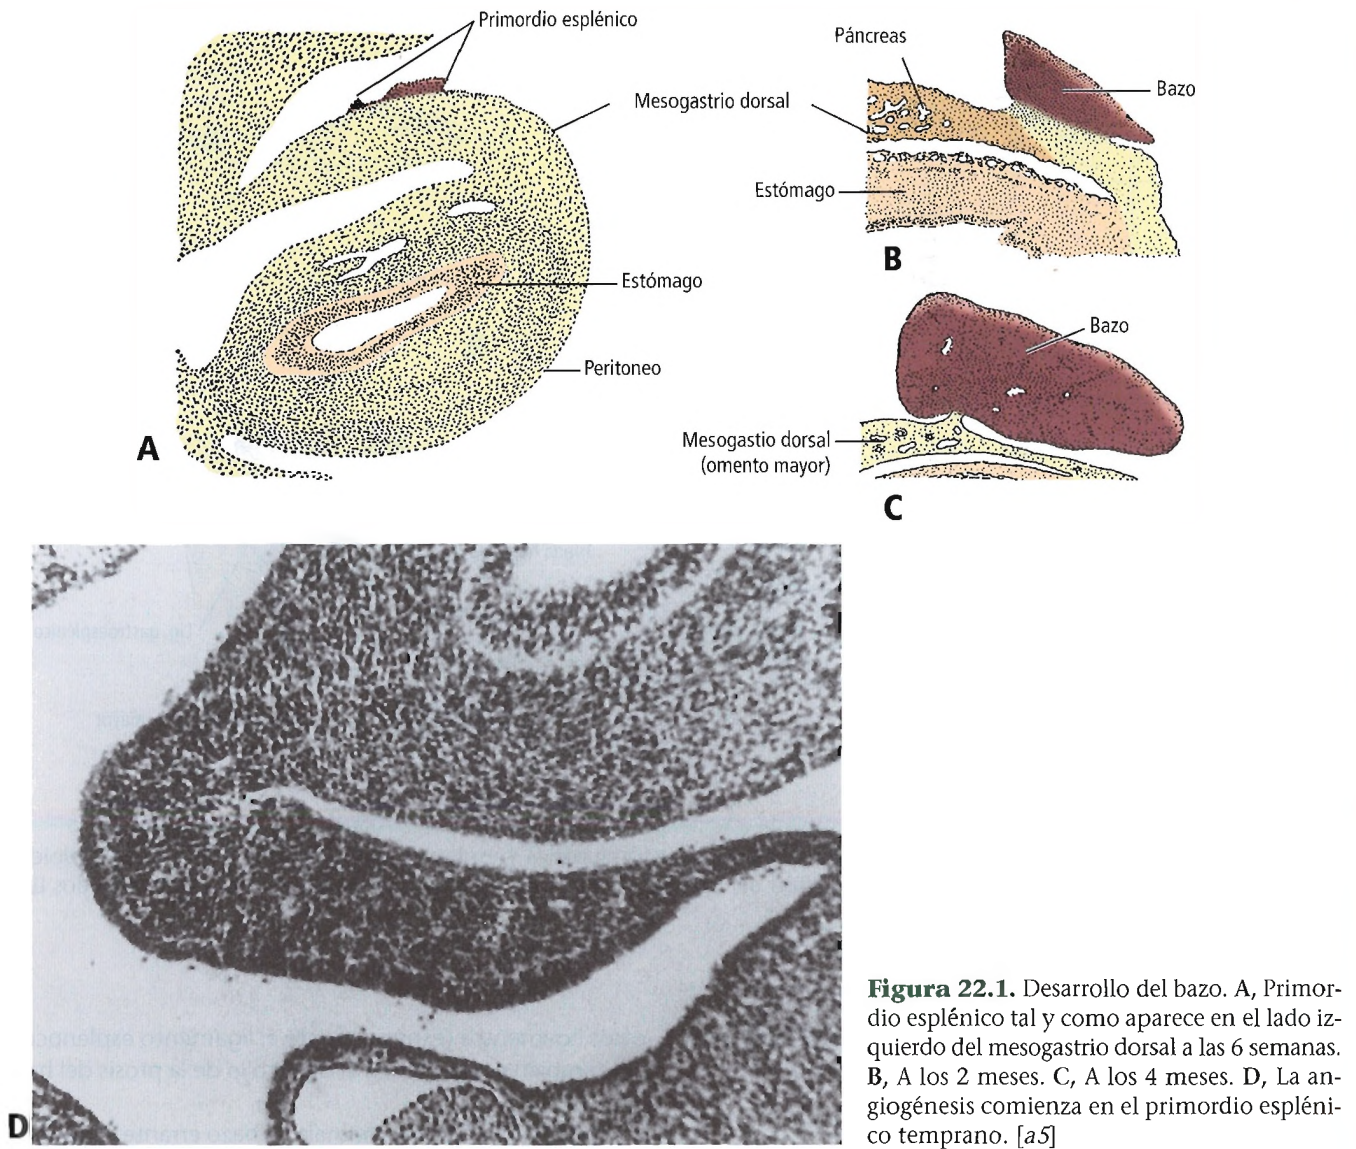 Primordio esplénico
Mesogastrio dorsal
Estómago
Peritoneo
A
Páncreas
Bazo
Estómago
B
Bazo
Mesogastio dorsal
(omento mayor)
C
D
Figura 22.1. Desarrollo del bazo. A, Primor-
dio esplénico tal y como aparece en el lado iz-
quierdo del mesogastrio dorsal a las 6 semanas.
B, A los 2 meses. C, A los 4 meses. D, La an-
giogénesis comienza en el primordio espléni-
co temprano. [a5]